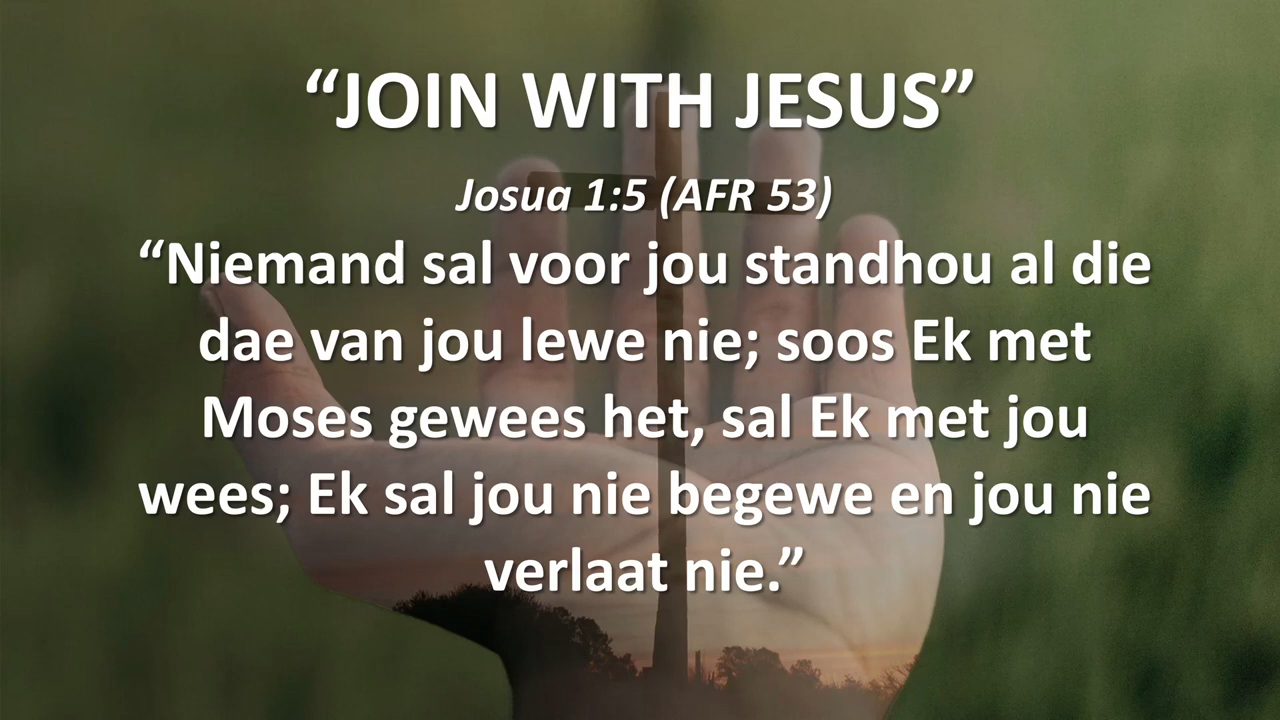 “JOIN WITH JESUS”
Josua 1:5 (AFR 53)
“Niemand sal voor jou standhou al die
dae van jou lewe nie; soos Ek met
Moses gewees het, sal Ek met jou
wees; Ek sal jou nie begewe en jou nie
verlaat nie.”